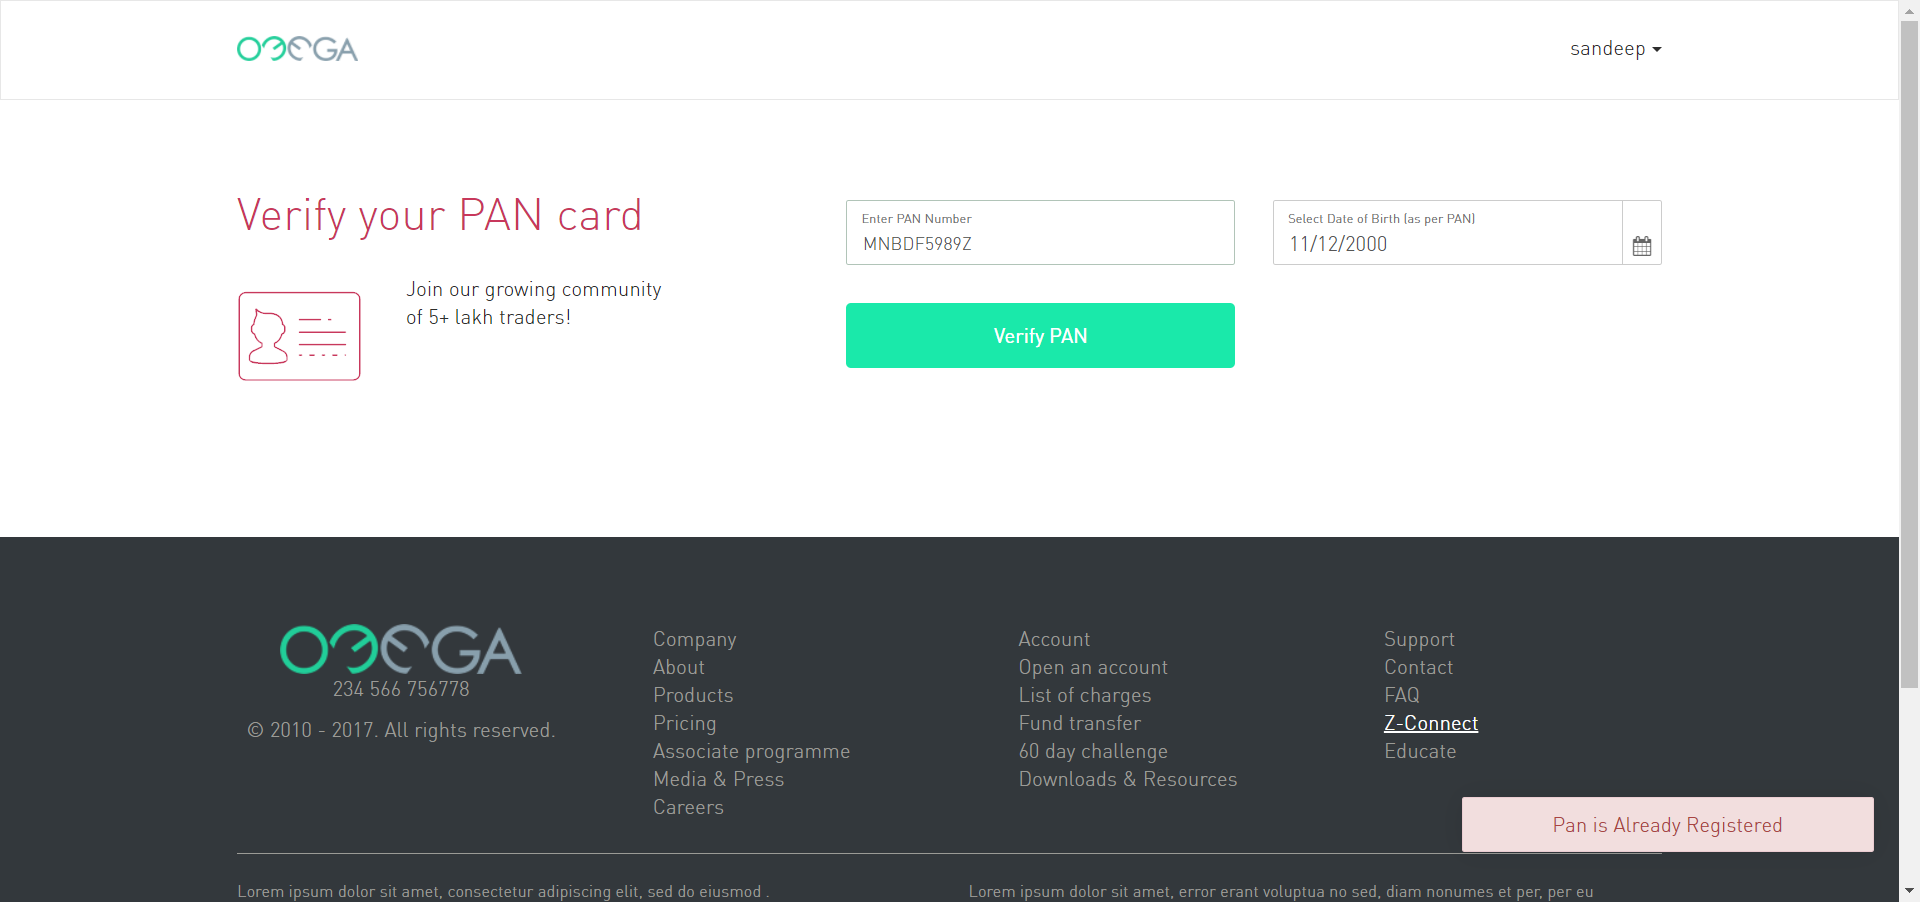 OMEGA
sandeep
Verify your PAN card
Join our growing community
of 5+ lakh traders!
Enter PAN Number
MNBDF5989Z
Select Date of Birth (as per PAN)
11/12/2000
Verify PAN
OMEGA
234 566 756778
© 2010 - 2017. All rights reserved.
Company
About
Products
Pricing
Associate programme
Media & Press
Careers
Account
Open an account
List of charges
Fund transfer
60 day challenge
Downloads & Resources
Support
Contact
FAQ
Z-Connect
Educate
Pan is Already Registered
Lorem ipsum dolor sit amet, consectetur adipiscing elit, sed do eiusmod .
Lorem ipsum dolor sit amet, error erant voluptua no sed, diam nonumes et per, per eu